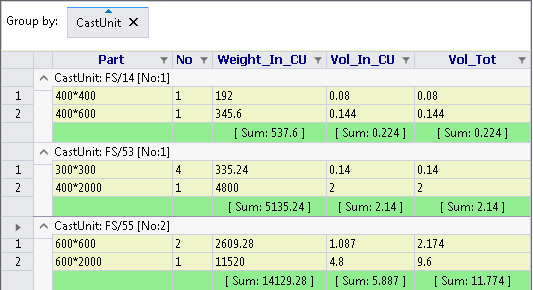 Group by: CastUnit ✕
Part No Weight_In_CU Vol_In_CU Vol_Tot
CastUnit: FS/14 [No:1]
1 400*400 1 192 0.08 0.08
2 400*600 1 345.6 0.144 0.144
[ Sum: 537.6 ] [ Sum: 0.224 ] [ Sum: 0.224 ]
CastUnit: FS/53 [No:1]
1 300*300 4 335.24 0.14 0.14
2 400*2000 1 4800 2 2
[ Sum: 5135.24 ] [ Sum: 2.14 ] [ Sum: 2.14 ]
CastUnit: FS/55 [No:2]
1 600*600 2 2609.28 1.087 2.174
2 600*2000 1 11520 4.8 9.6
[ Sum: 14129.28 ] [ Sum: 5.887 ] [ Sum: 11.774 ]